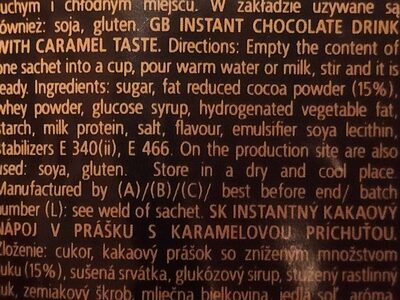 suchym i chłodnym miejscu. W zakładzie używane są
również: soja, gluten. GB INSTANT CHOCOLATE DRINK
WITH CARAMEL TASTE. Directions: Empty the content of
one sachet into a cup, pour warm water or milk, stir and it is
ready Ingredients: sugar, fat reduced cocoa powder (15%),
whey powder, glucose syrup, hydrogenated vegetable fat,
starch, milk protein, salt, flavour, emulsifier soya lecithin,
stabilizers E 340(ii), E 466. On the production site are also
used: soya, gluten. Store in a dry and cool place.
Manufactured by (A)/(B)/(C)/ best before end/ batch
number (L): see weld of sachet. SK INSTANTNÝ KAKAOVÝ
NÁPOJ V PRÁŠKU S KARAMELOVOU PRÍCHUŤOU.
Zloženie: cukor, kakaový prášok so zníženým množstvom
tuku (15%), sušená srvátka, glukózový sirup, stužený rastlinný
tuk, zemiakový škrob, mliečna bielkovina, jedlá soľ, aróma,